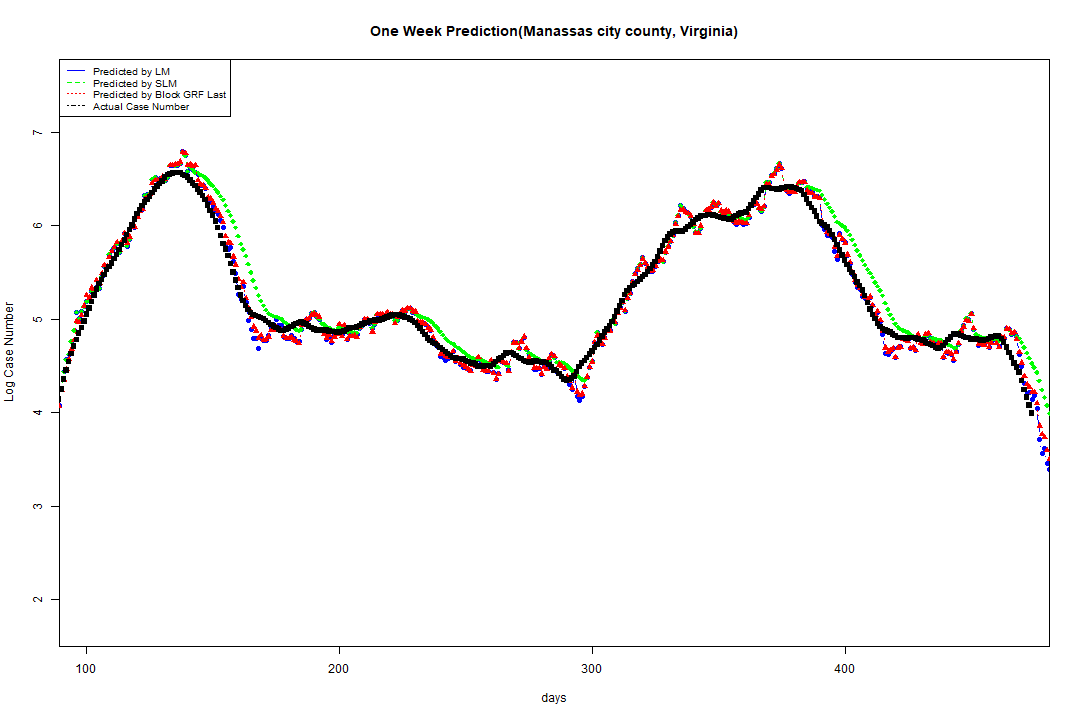 One Week Prediction(Manassas city county, Virginia)
Predicted by LM
Predicted by SLM
Predicted by Block GRF Last
Actual Case Number
7
6
5
4
3
2
Log Case Number
100 200 300 400
days